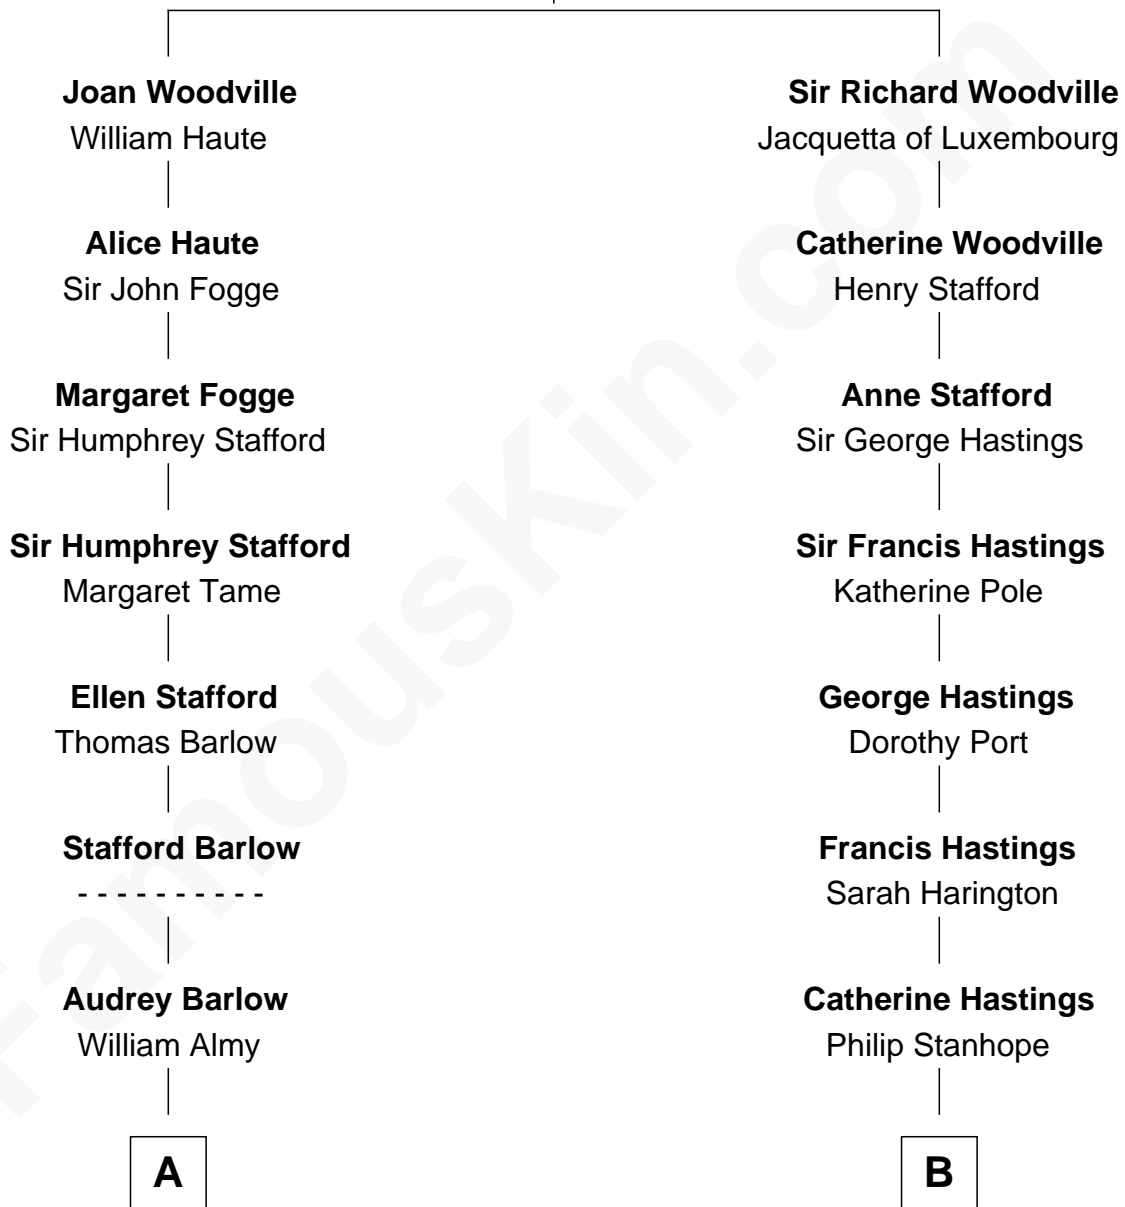 Joan Woodville
William Haute
Alice Haute
Sir John Fogge
Margaret Fogge
Sir Humphrey Stafford
Sir Humphrey Stafford
Margaret Tame
Ellen Stafford
Thomas Barlow
Stafford Barlow
- - - - - - - - - -
Audrey Barlow
William Almy
A
Sir Richard Woodville
Jacquetta of Luxembourg
Catherine Woodville
Henry Stafford
Anne Stafford
Sir George Hastings
Sir Francis Hastings
Katherine Pole
George Hastings
Dorothy Port
Francis Hastings
Sarah Harington
Catherine Hastings
Philip Stanhope
B
FamousKin.com